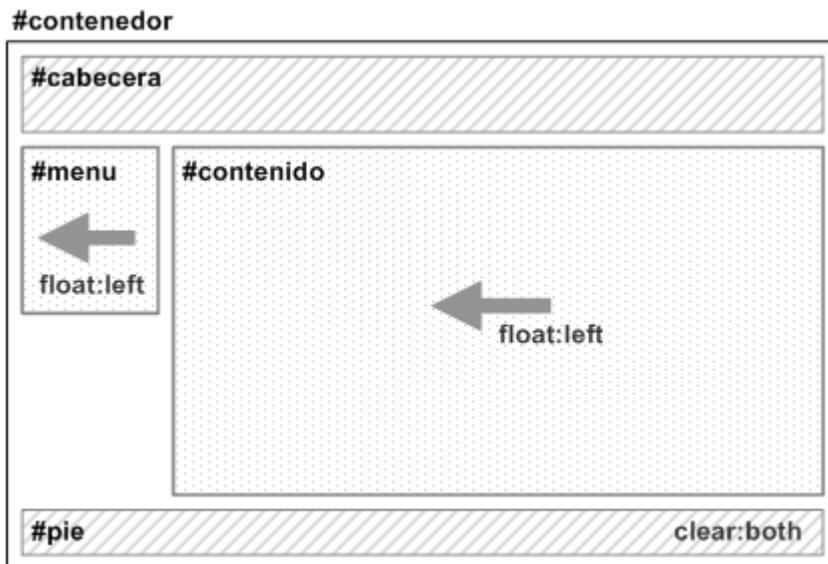 #contenedor
#cabecera
#menu
float:left
#contenido
float:left
#pie
clear:both